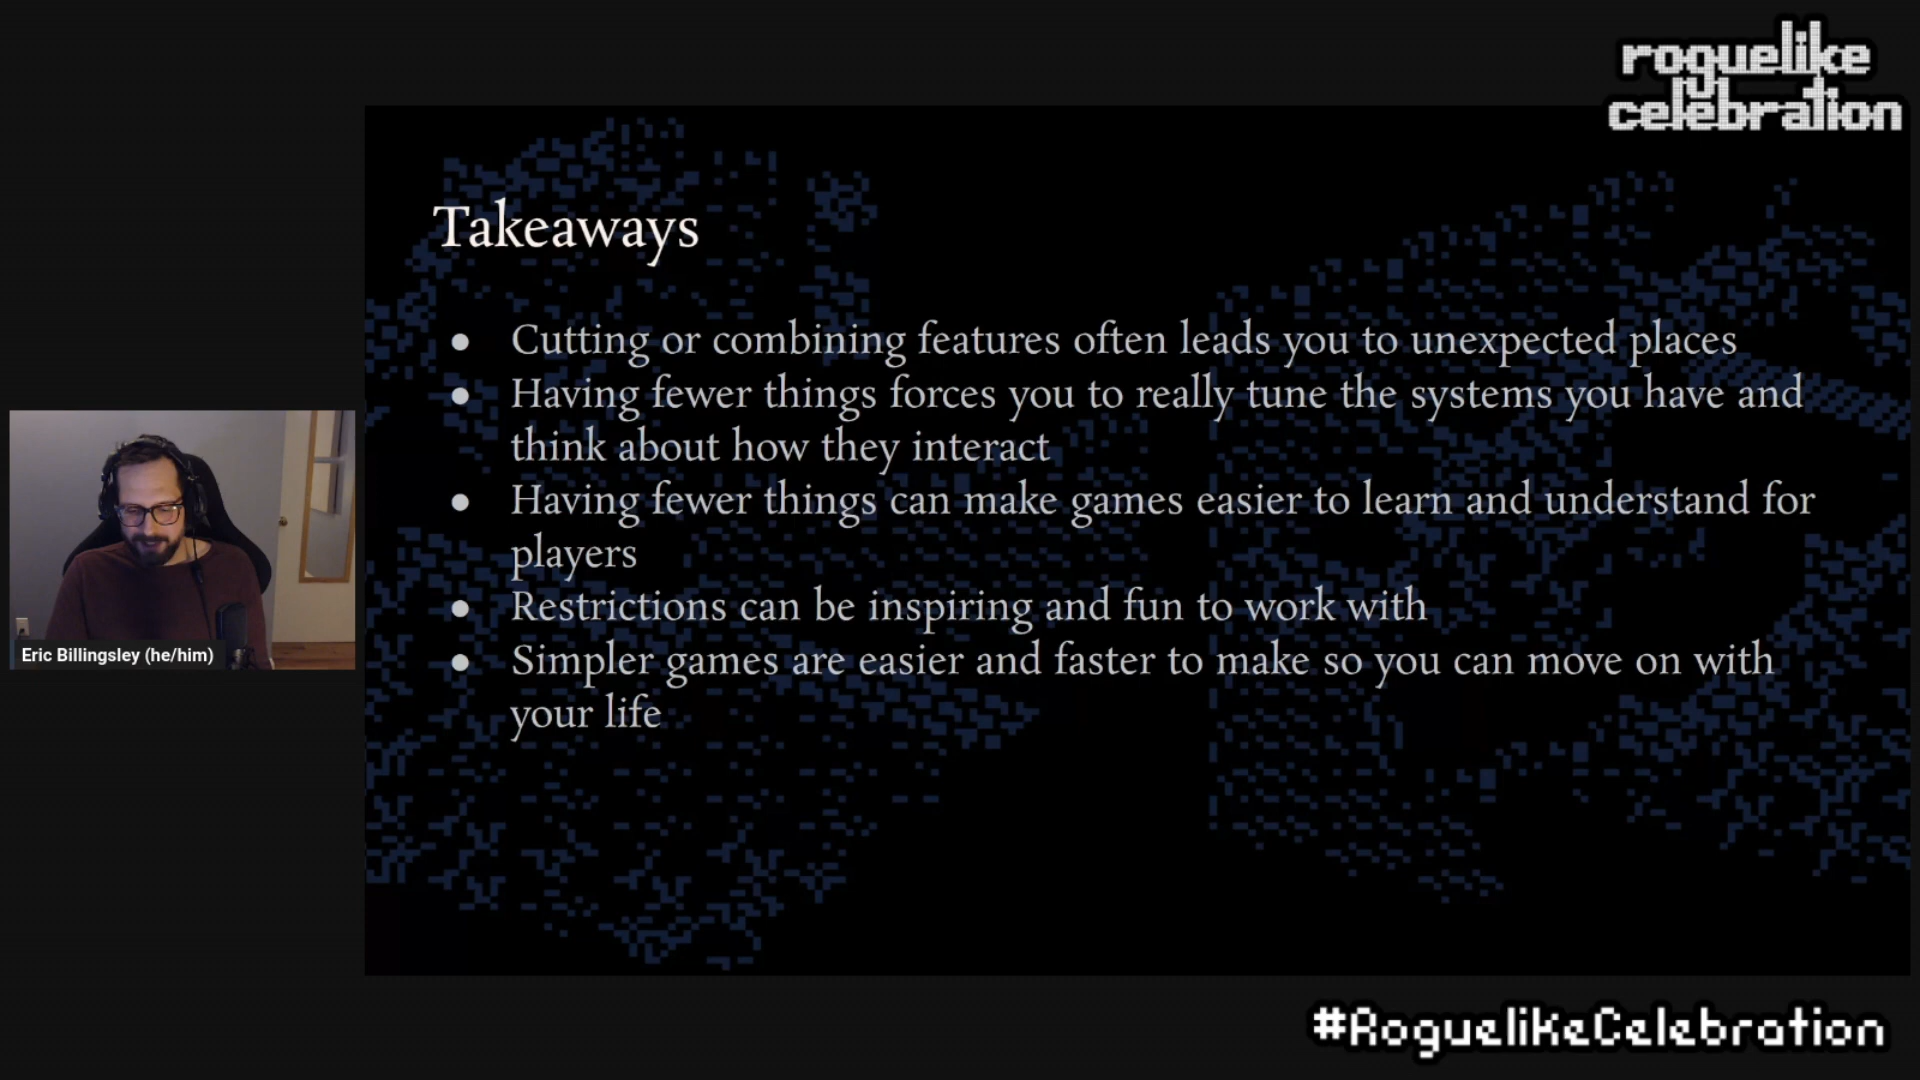 roguelike
celebration
Takeaways
● Cutting or combining features often leads you to unexpected places
● Having fewer things forces you to really tune the systems you have and
think about how they interact
● Having fewer things can make games easier to learn and understand for
players
● Restrictions can be inspiring and fun to work with
● Simpler games are easier and faster to make so you can move on with
your life
Eric Billingsley (he/him)
#RoguelikeCelebration